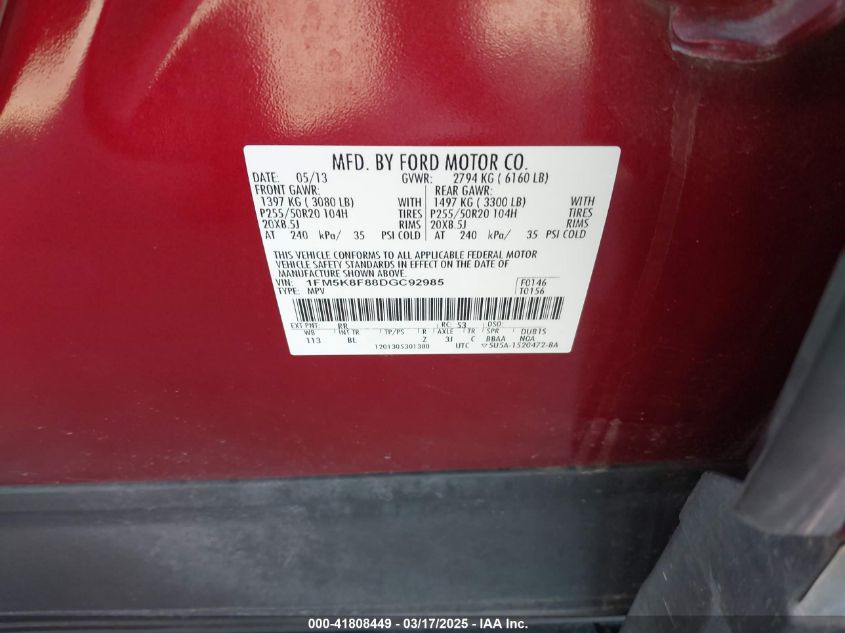 MFD. BY FORD MOTOR CO.
DATE: 05/13 GVWR: 2794 KG ( 6160 LB)
FRONT GAWR: REAR GAWR:
1397 KG ( 3080 LB) WITH 1497 KG ( 3300 LB) WITH
P255/50R20 104H TIRES P255/50R20 104H TIRES
20X8.5J RIMS 20X8.5J RIMS
AT 240 kPa/ 35 PSI COLD AT 240 kPa/ 35 PSI COLD
THIS VEHICLE CONFORMS TO ALL APPLICABLE FEDERAL MOTOR
VEHICLE SAFETY STANDARDS IN EFFECT ON THE DATE OF
MANUFACTURE SHOWN ABOVE.
VIN: 1FM5K8F88DGC92985 F0146
TYPE: MPV T0156
EXT PNT: RR RC: 53 DSO:
WB INT TR TP/PS R AXLE TR SPR DUB1S
113 BL 2 3J C BBAA NOA
1201305301380 UTC 5U5A-1520472-BA
000-41808449 - 03/17/2025 - IAA Inc.